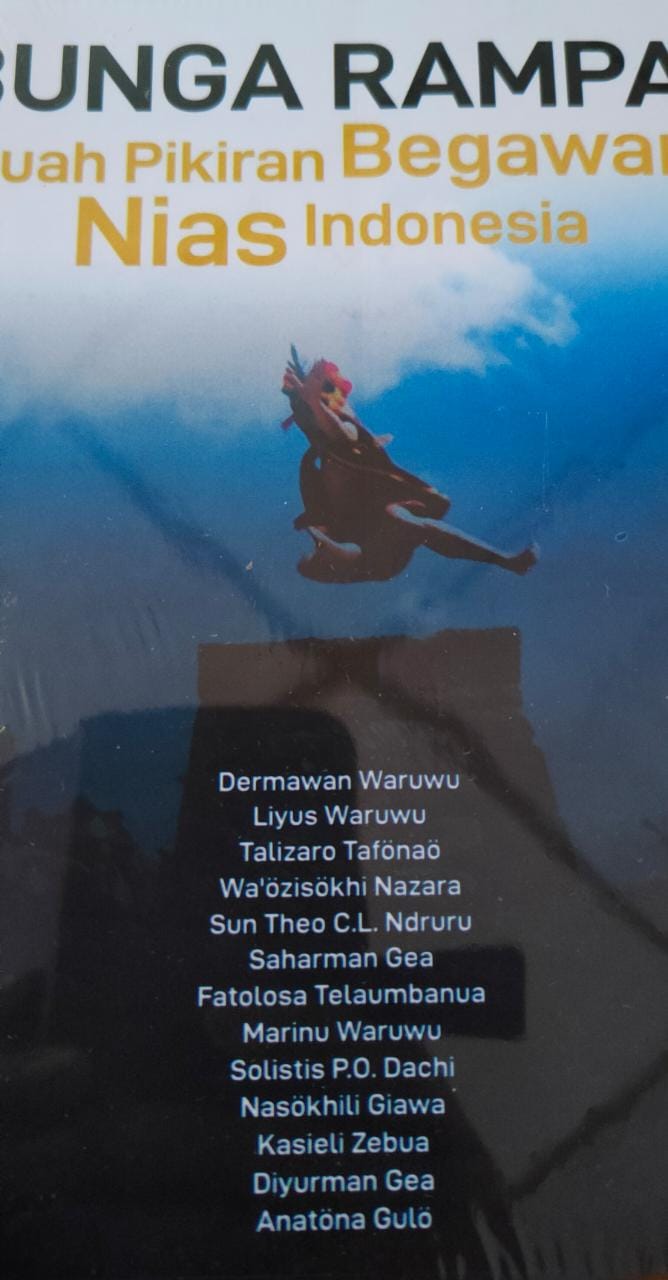 BUNGA RAMPA
uah Pikiran Begawan
Nias Indonesia
Dermawan Waruwu
Liyus Waruwu
Talizaro Tafönaö
Wa'özisökhi Nazara
Sun Theo C.L. Ndruru
Saharman Gea
Fatolosa Telaumbanua
Marinu Waruwu
Solistis P.O. Dachi
Nasökhili Giawa
Kasieli Zebua
Diyurman Gea
Anatöna Gulö